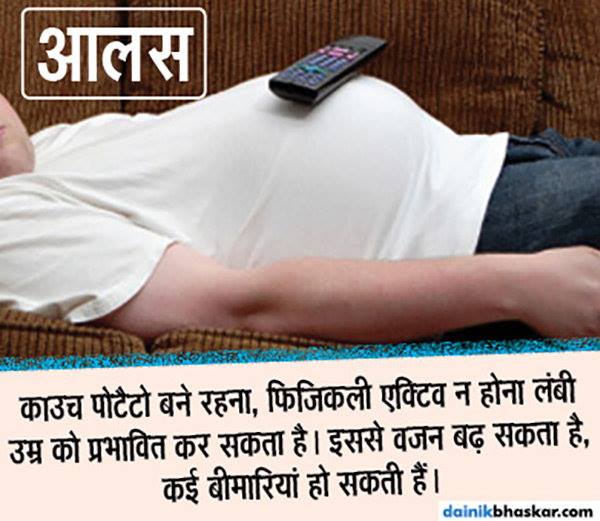 आलस
काउच पोटैटो बने रहना, फिजिकली एक्टिव न होना लंबी
उम्र को प्रभावित कर सकता है। इससे वजन बढ़ सकता है,
कई बीमारियां हो सकती हैं।
dainikbhaskar.com